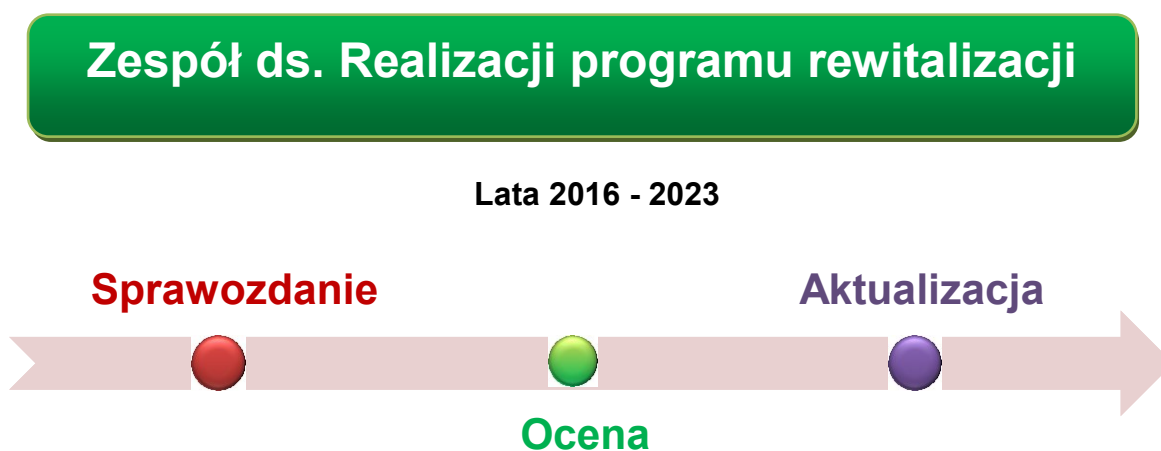 Zespół ds. Realizacji programu rewitalizacji
Lata 2016 - 2023
Sprawozdanie
Aktualizacja
Ocena